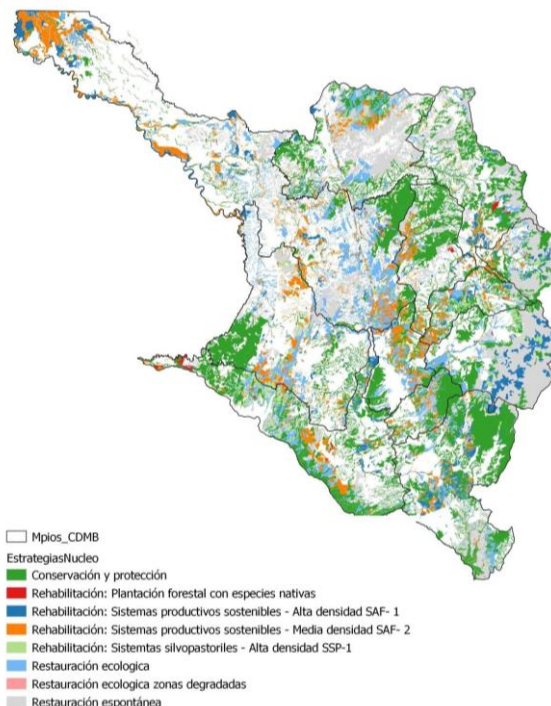 Mpios_CDMB
EstrategiasNucleo
Conservación y protección
Rehabilitación: Plantación forestal con especies nativas
Rehabilitación: Sistemas productivos sostenibles - Alta densidad SAF- 1
Rehabilitación: Sistemas productivos sostenibles - Media densidad SAF- 2
Rehabilitación: Sistemtas silvopastoriles - Alta densidad SSP-1
Restauración ecologica
Restauración ecologica zonas degradadas
Restauración espontánea